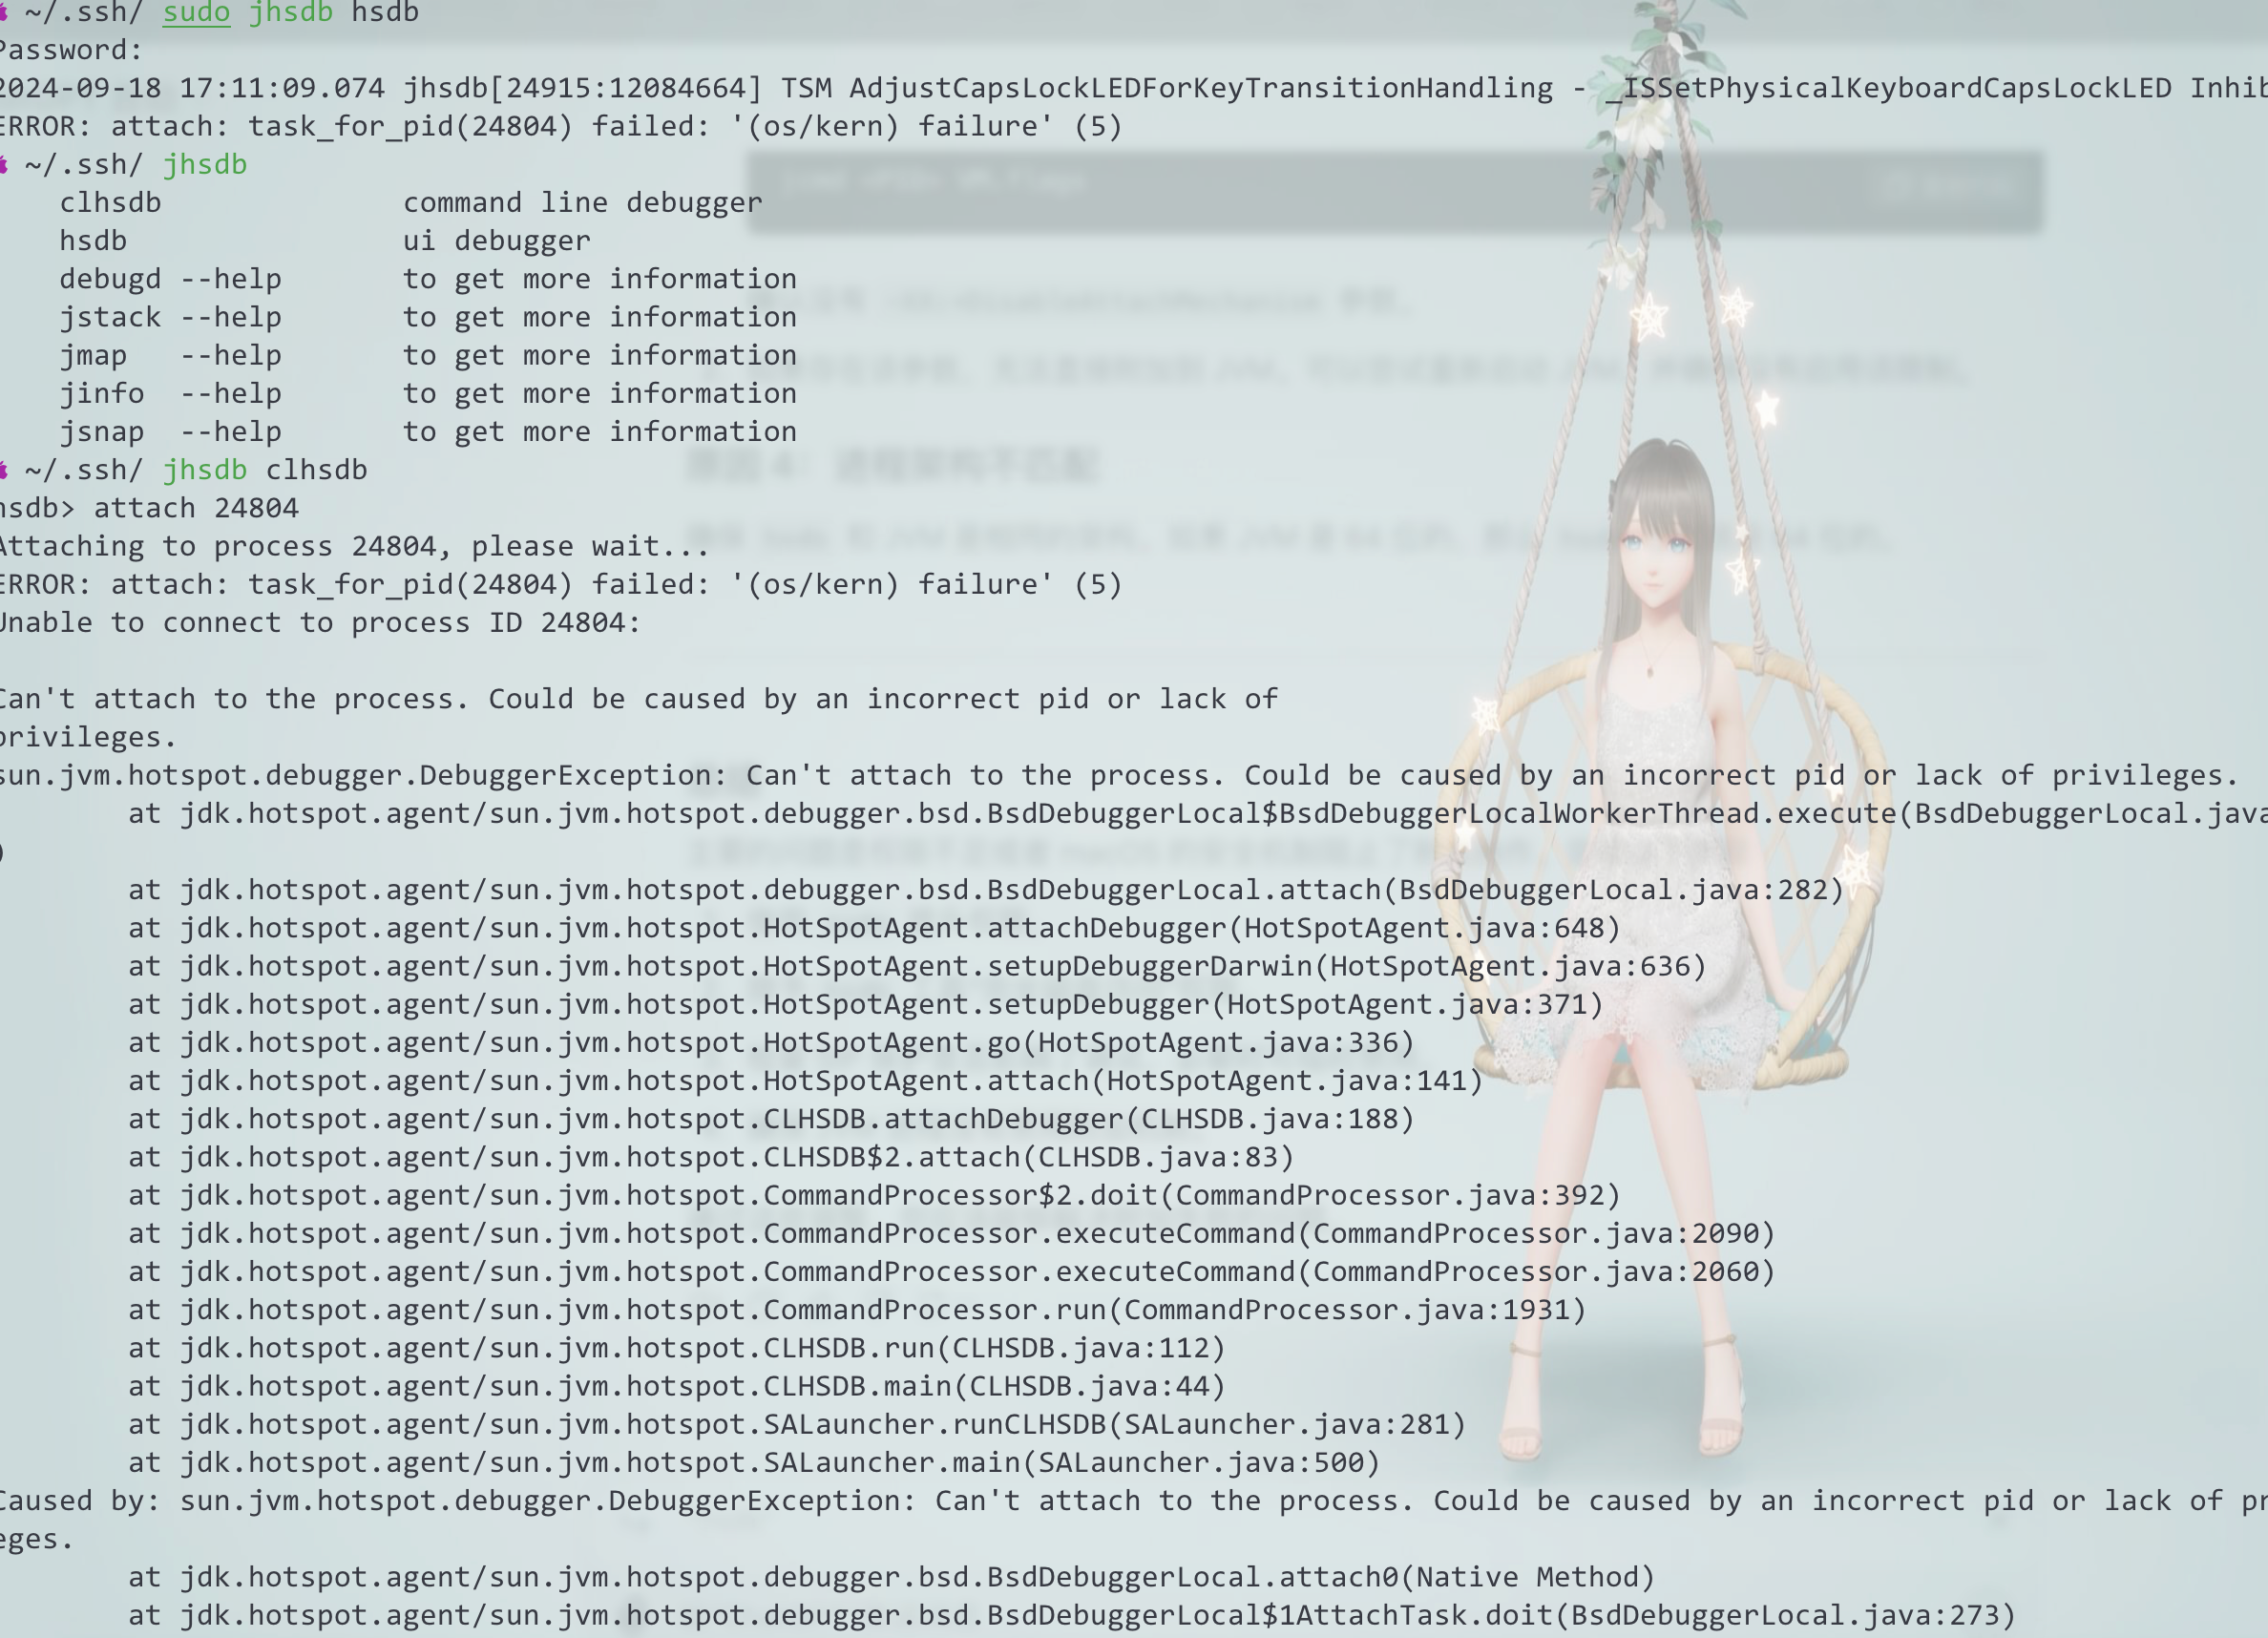 ~/.ssh/ sudo jhsdb hsdb
Password:
2024-09-18 17:11:09.074 jhsdb[24915:12084664] TSM AdjustCapsLockLEDForKeyTransitionHandling - _ISSetPhysicalKeyboardCapsLockLED Inhib
ERROR: attach: task_for_pid(24804) failed: '(os/kern) failure' (5)
~/.ssh/ jhsdb
clhsdb command line debugger
hsdb ui debugger
debugd --help to get more information
jstack --help to get more information
jmap --help to get more information
jinfo --help to get more information
jsnap --help to get more information
~/.ssh/ jhsdb clhsdb
hsdb> attach 24804
Attaching to process 24804, please wait...
ERROR: attach: task_for_pid(24804) failed: '(os/kern) failure' (5)
Unable to connect to process ID 24804:
Can't attach to the process. Could be caused by an incorrect pid or lack of
privileges.
sun.jvm.hotspot.debugger.DebuggerException: Can't attach to the process. Could be caused by an incorrect pid or lack of privileges.
at jdk.hotspot.agent/sun.jvm.hotspot.debugger.bsd.BsdDebuggerLocal$BsdDebuggerLocalWorkerThread.execute(BsdDebuggerLocal.java
)
at jdk.hotspot.agent/sun.jvm.hotspot.debugger.bsd.BsdDebuggerLocal.attach(BsdDebuggerLocal.java:282)
at jdk.hotspot.agent/sun.jvm.hotspot.HotSpotAgent.attachDebugger(HotSpotAgent.java:648)
at jdk.hotspot.agent/sun.jvm.hotspot.HotSpotAgent.setupDebuggerDarwin(HotSpotAgent.java:636)
at jdk.hotspot.agent/sun.jvm.hotspot.HotSpotAgent.setupDebugger(HotSpotAgent.java:371)
at jdk.hotspot.agent/sun.jvm.hotspot.HotSpotAgent.go(HotSpotAgent.java:336)
at jdk.hotspot.agent/sun.jvm.hotspot.HotSpotAgent.attach(HotSpotAgent.java:141)
at jdk.hotspot.agent/sun.jvm.hotspot.CLHSDB.attachDebugger(CLHSDB.java:188)
at jdk.hotspot.agent/sun.jvm.hotspot.CLHSDB$2.attach(CLHSDB.java:83)
at jdk.hotspot.agent/sun.jvm.hotspot.CommandProcessor$2.doit(CommandProcessor.java:392)
at jdk.hotspot.agent/sun.jvm.hotspot.CommandProcessor.executeCommand(CommandProcessor.java:2090)
at jdk.hotspot.agent/sun.jvm.hotspot.CommandProcessor.executeCommand(CommandProcessor.java:2060)
at jdk.hotspot.agent/sun.jvm.hotspot.CommandProcessor.run(CommandProcessor.java:1931)
at jdk.hotspot.agent/sun.jvm.hotspot.CLHSDB.run(CLHSDB.java:112)
at jdk.hotspot.agent/sun.jvm.hotspot.CLHSDB.main(CLHSDB.java:44)
at jdk.hotspot.agent/sun.jvm.hotspot.SALauncher.runCLHSDB(SALauncher.java:281)
at jdk.hotspot.agent/sun.jvm.hotspot.SALauncher.main(SALauncher.java:500)
Caused by: sun.jvm.hotspot.debugger.DebuggerException: Can't attach to the process. Could be caused by an incorrect pid or lack of pr
eges.
at jdk.hotspot.agent/sun.jvm.hotspot.debugger.bsd.BsdDebuggerLocal.attach0(Native Method)
at jdk.hotspot.agent/sun.jvm.hotspot.debugger.bsd.BsdDebuggerLocal$1AttachTask.doit(BsdDebuggerLocal.java:273)